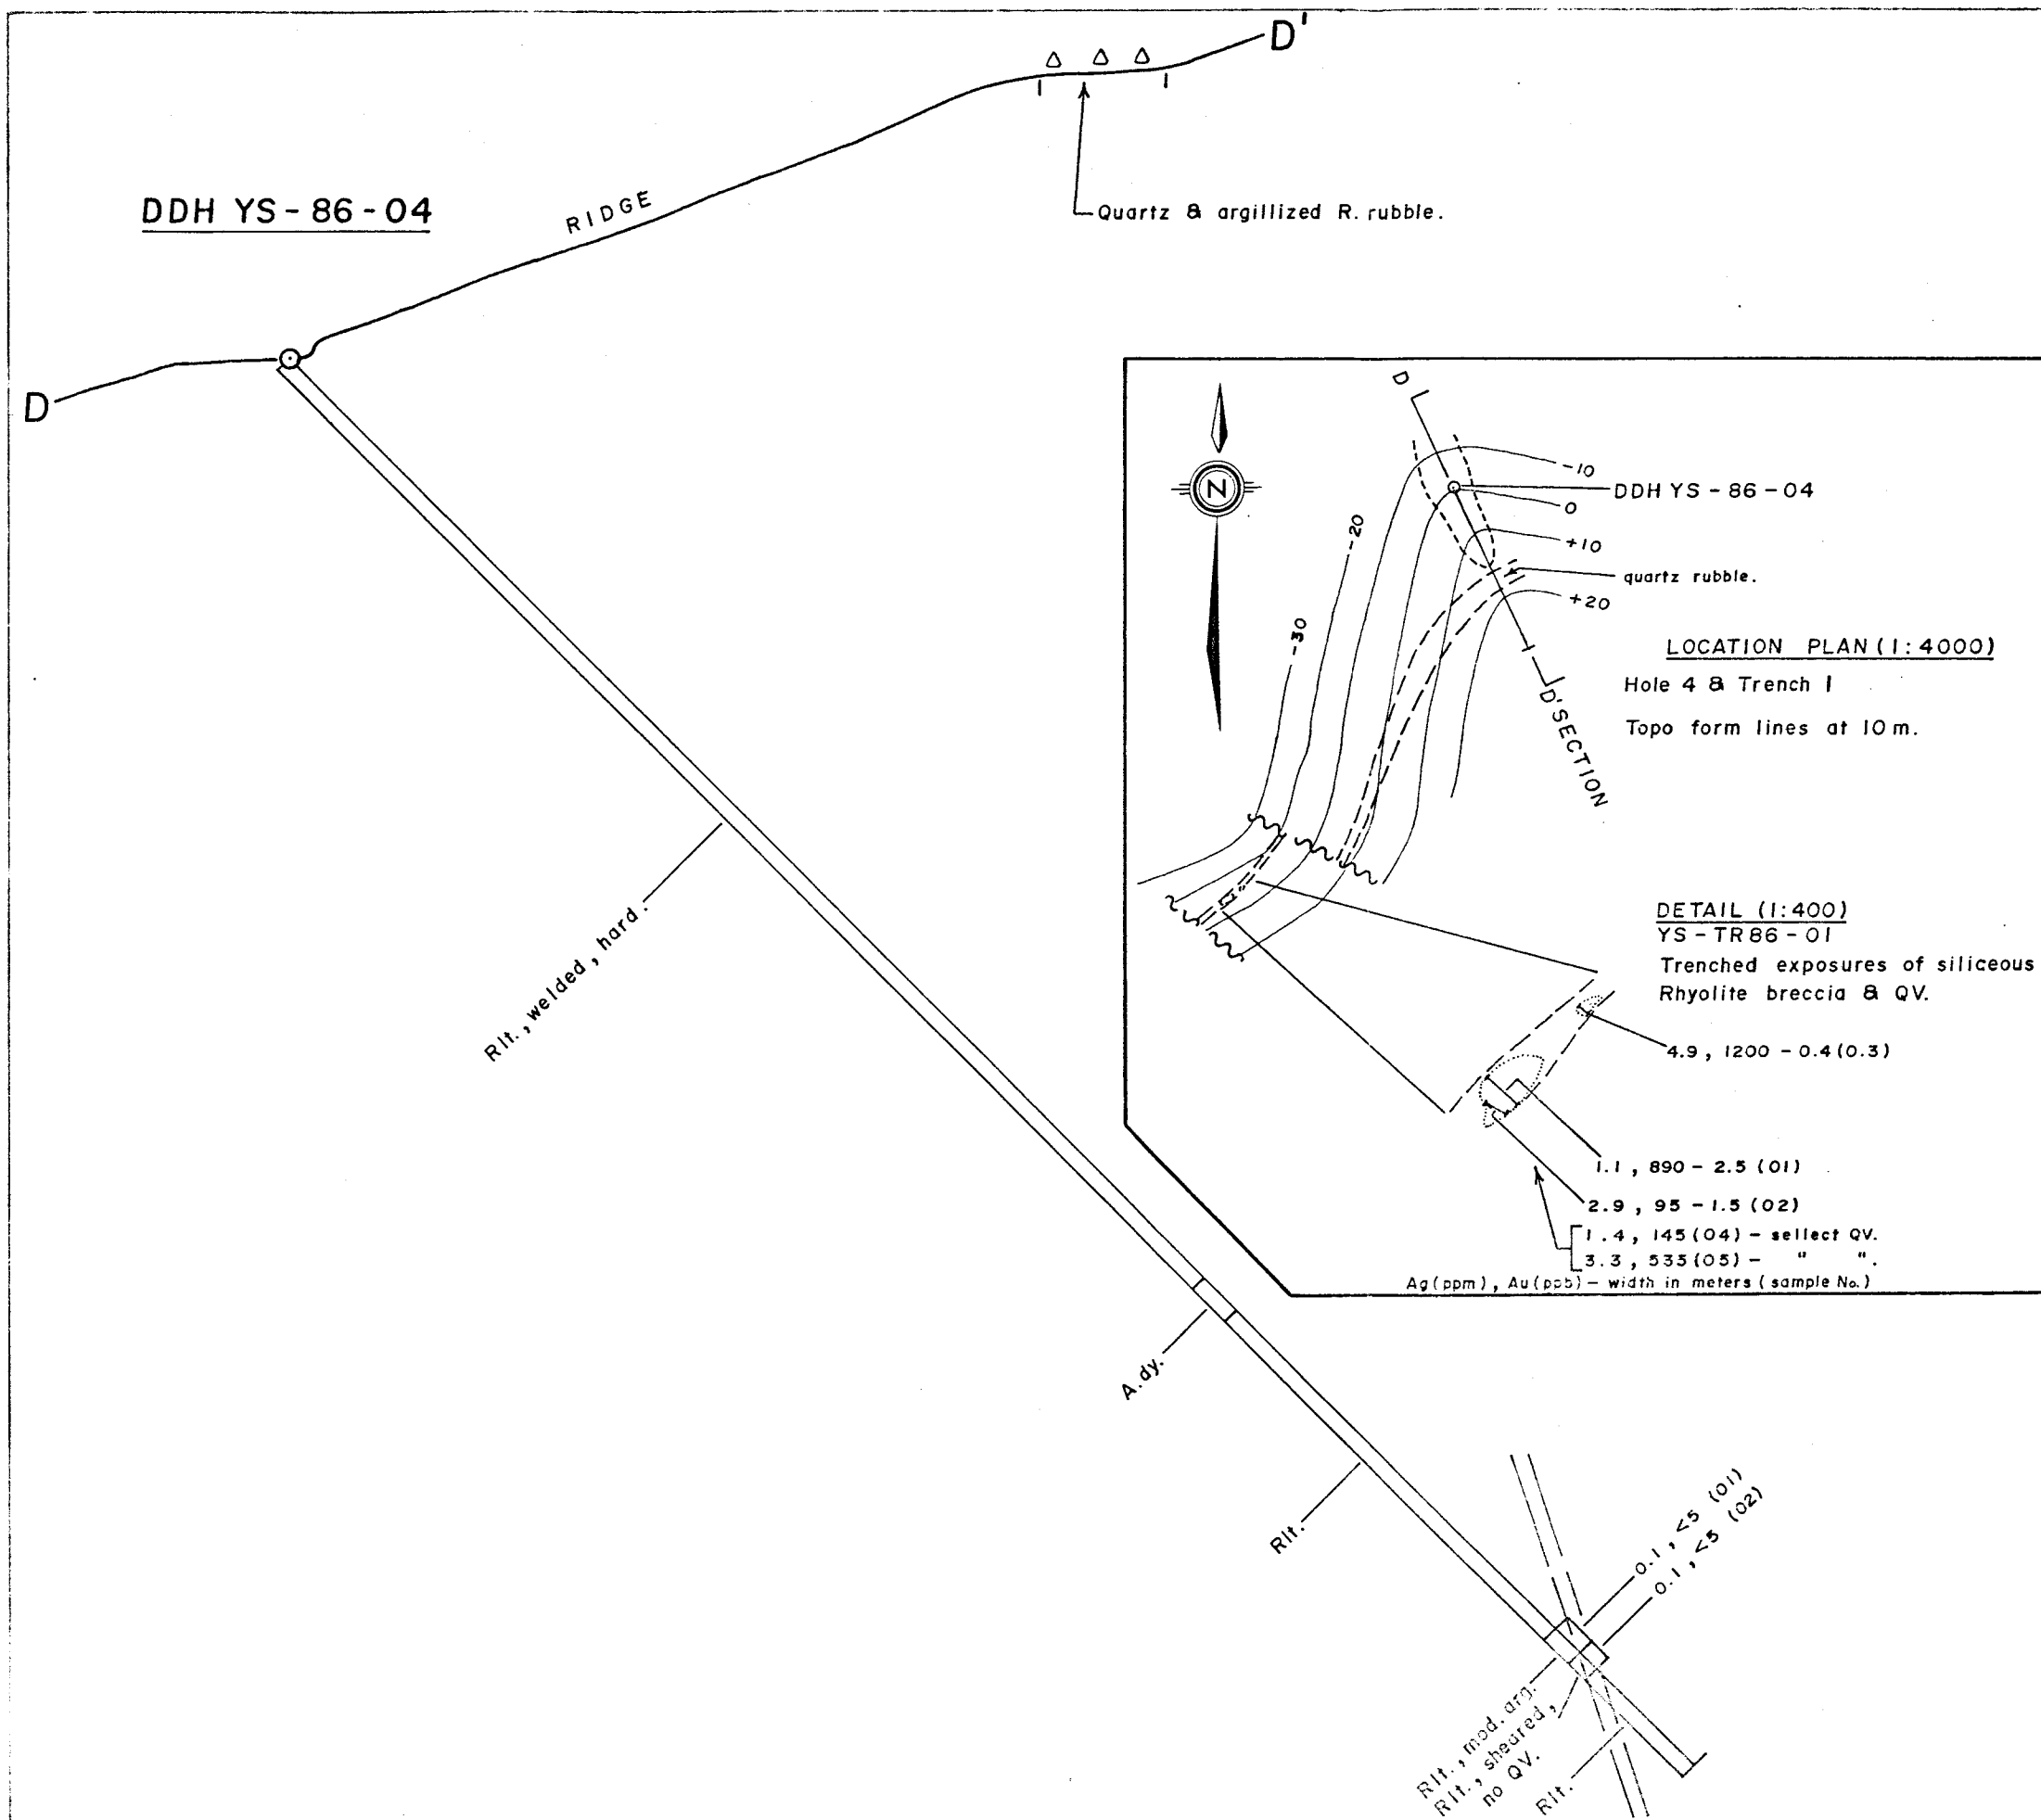 D'
Quartz & argillized R. rubble.
DDH YS-86-04
RIDGE
D
Rlt., welded, hard.
A. dy.
Rlt.
0.1, <5 (01)
0.1, <5 (02)
Rlt., mod. arg.
Rlt., sheared,
no QV.
Rlt.
D
N
-10
DDH YS-86-04
0
+10
quartz rubble.
+20
-20
-30
LOCATION PLAN (1:4000)
Hole 4 & Trench 1
Topo form lines at 10 m.
D' SECTION
DETAIL (1:400)
YS-TR86-01
Trenched exposures of siliceous
Rhyolite breccia & QV.
4.9, 1200 - 0.4 (0.3)
1.1, 890 - 2.5 (01)
2.9, 95 - 1.5 (02)
1.4, 145 (04) - sellect QV.
3.3, 535 (05) - " ".
Ag (ppm), Au (ppb) - width in meters (sample No.)